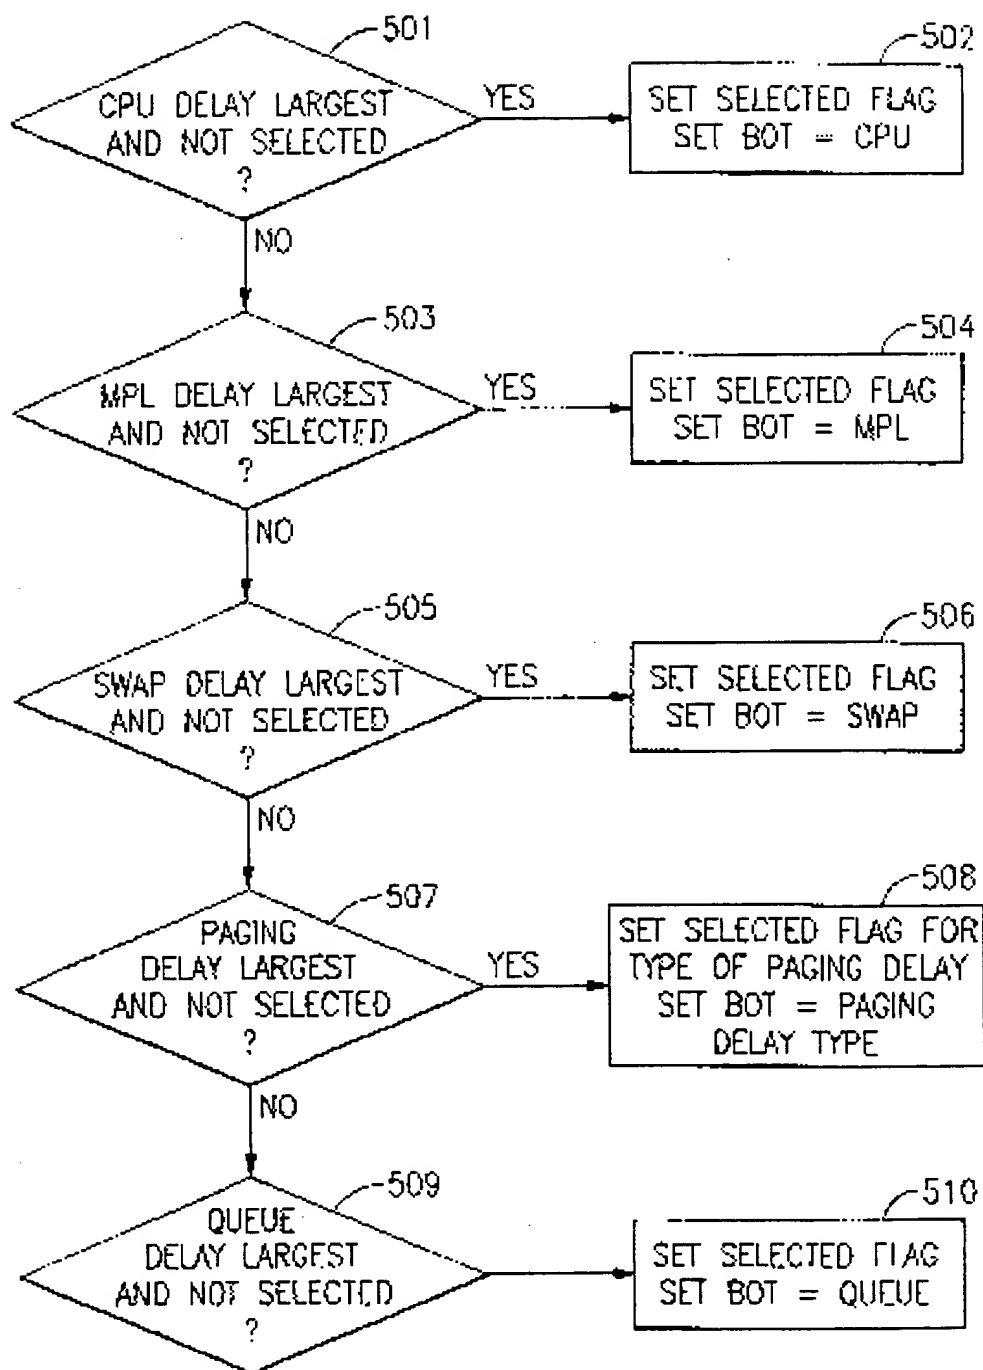 501
CPU DELAY LARGEST
AND NOT SELECTED
?
YES
502
SET SELECTED FLAG
SET BOT = CPU
NO
503
MPL DELAY LARGEST
AND NOT SELECTED
?
YES
504
SET SELECTED FLAG
SET BOT = MPL
NO
505
SWAP DELAY LARGEST
AND NOT SELECTED
?
YES
506
SET SELECTED FLAG
SET BOT = SWAP
NO
507
PAGING
DELAY LARGEST
AND NOT SELECTED
?
YES
508
SET SELECTED FLAG FOR
TYPE OF PAGING DELAY
SET BOT = PAGING
DELAY TYPE
NO
509
QUEUE
DELAY LARGEST
AND NOT SELECTED
?
510
SET SELECTED FLAG
SET BOT = QUEUE